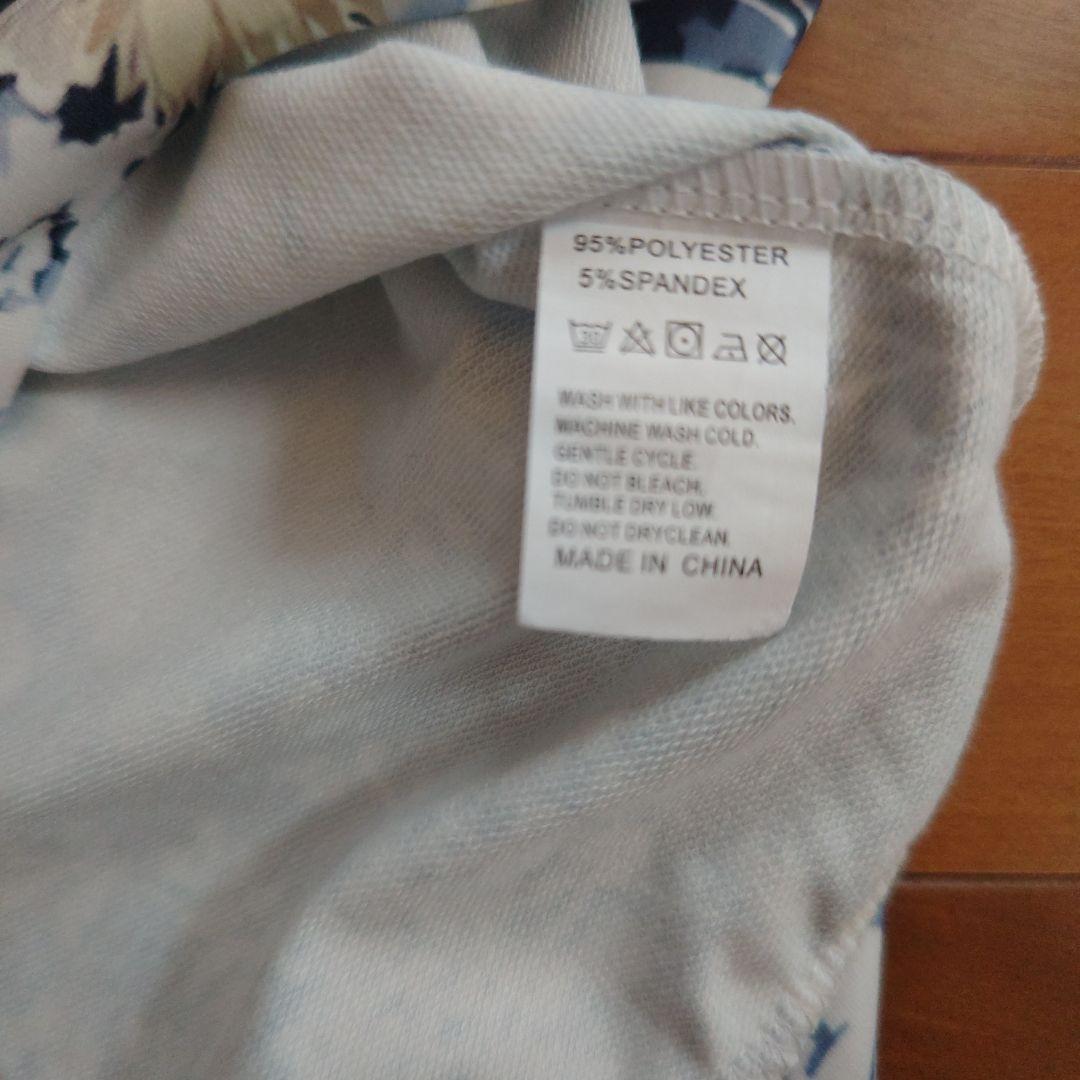 95%POLYESTER
5%SPANDEX
30
WASH WITH LIKE COLORS.
MACHINE WASH COLD.
GENTLE CYCLE.
DO NOT BLEACH.
TUMBLE DRY LOW.
DO NOT DRYCLEAN.
MADE IN CHINA